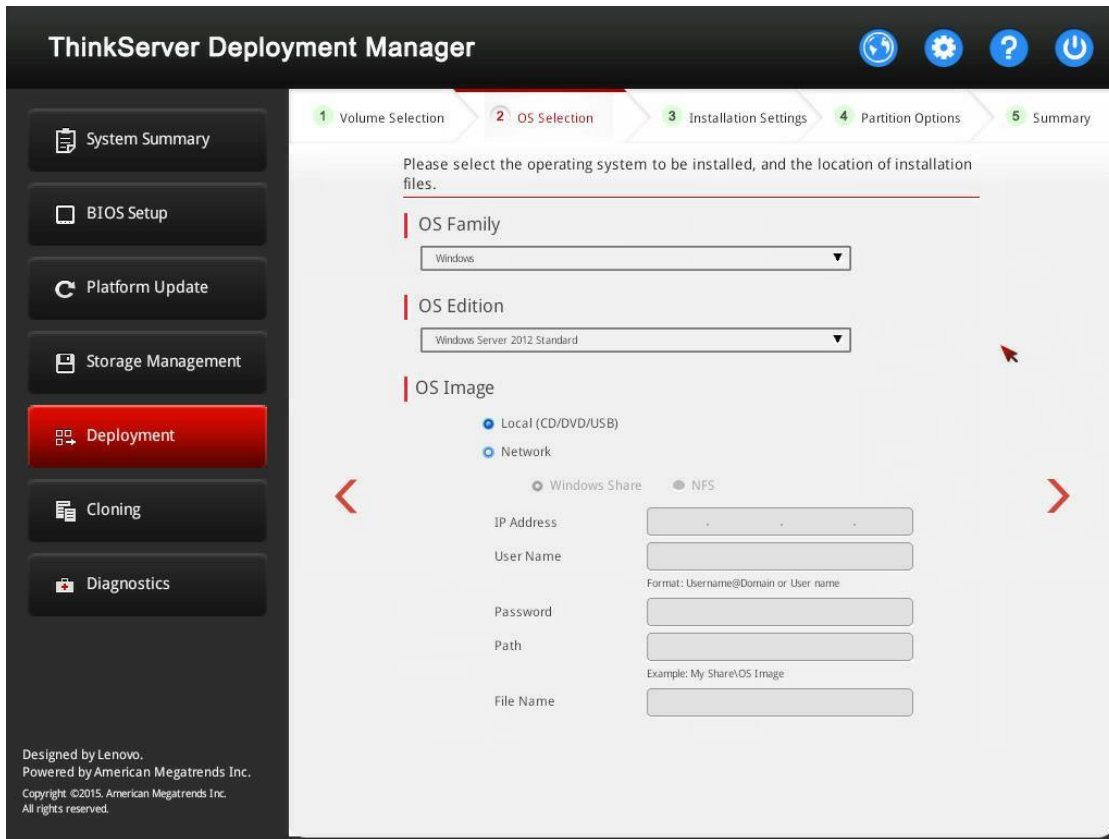 ThinkServer Deployment Manager
System Summary
BIOS Setup
Platform Update
Storage Management
Deployment
Cloning
Diagnostics
Designed by Lenovo.
Powered by American Megatrends Inc.
Copyright ©2015. American Megatrends Inc.
All rights reserved.
1 Volume Selection
2 OS Selection
3 Installation Settings
4 Partition Options
5 Summary
Please select the operating system to be installed, and the location of installation
files.
OS Family
Windows
OS Edition
Windows Server 2012 Standard
OS Image
Local (CD/DVD/USB)
Network
Windows Share NFS
IP Address . . .
User Name
Format: Username@Domain or User name
Password
Path
Example: My Share\OS Image
File Name